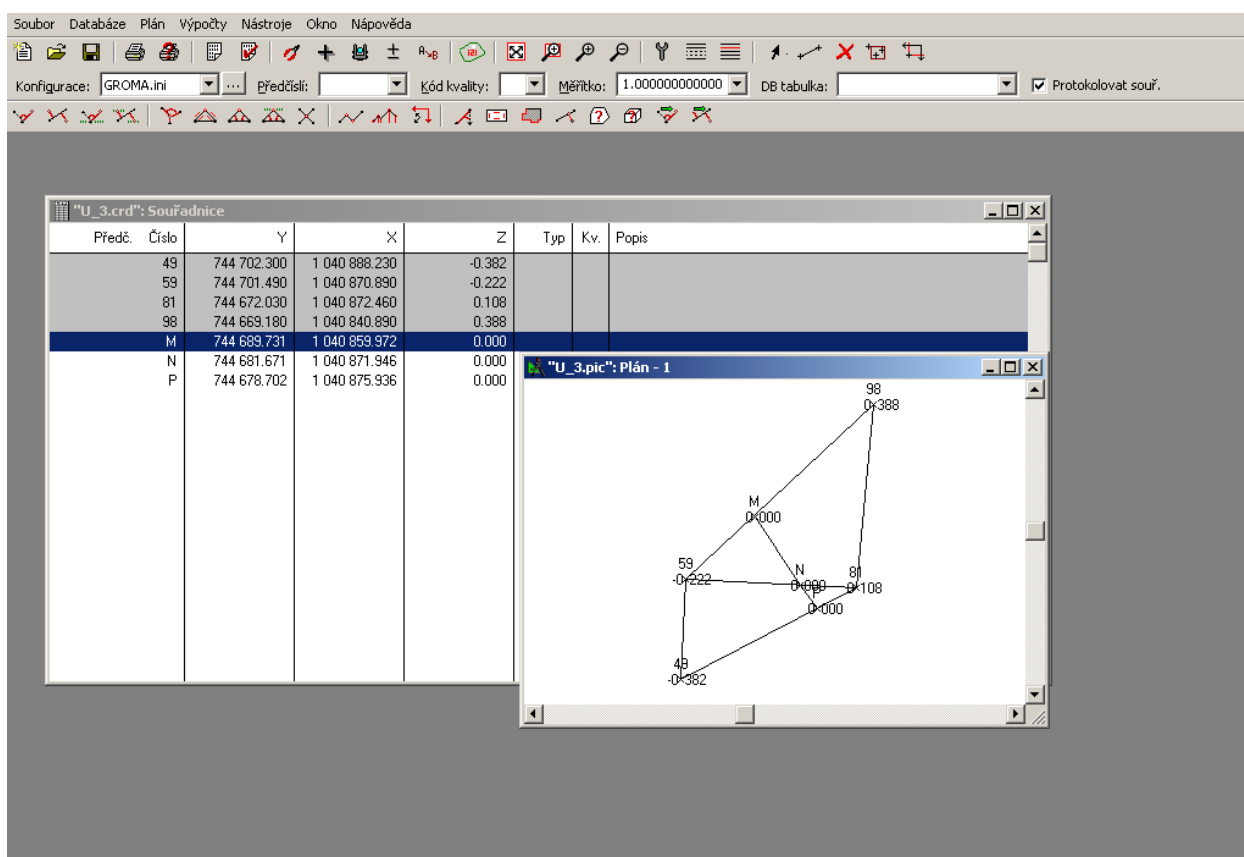 Soubor Databáze Plán Výpočty Nástroje Okno Nápověda
Konfigurace: GROMA.ini ... Předčíslí: Kód kvality: Měřítko: 1.000000000000 DB tabulka: Protokolovat souř.
"U_3.crd": Souřadnice
Předč. Číslo Y X Z Typ Kv. Popis
49 744 702.300 1 040 888.230 -0.382
59 744 701.490 1 040 870.890 -0.222
81 744 672.030 1 040 872.460 0.108
98 744 669.180 1 040 840.890 0.388
M 744 689.731 1 040 859.972 0.000
N 744 681.671 1 040 871.946 0.000
P 744 678.702 1 040 875.936 0.000
"U_3.pic": Plán - 1
98
0.388
M
0.000
59
-0.222
N
0.000
81
0.108
P
0.000
49
-0.382